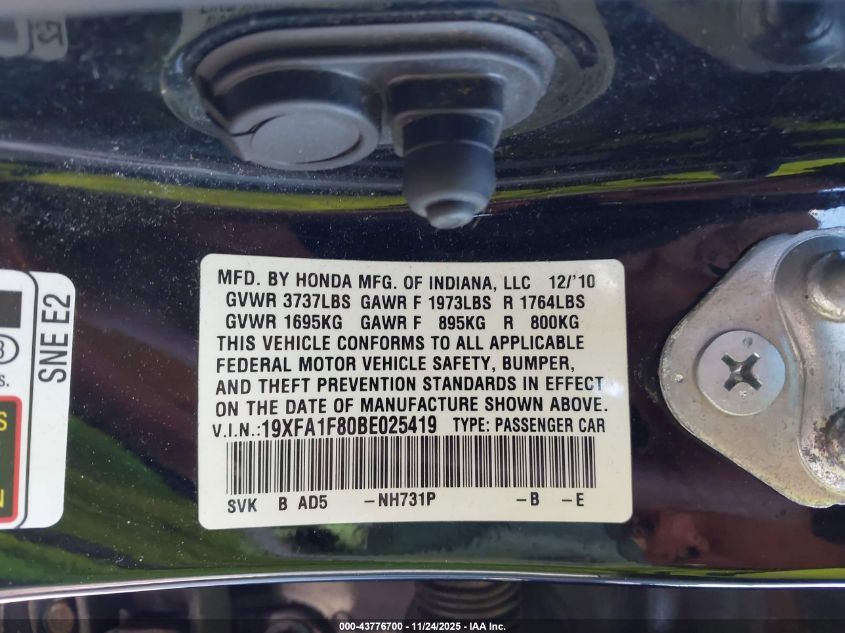 SNE E2
s.
S
N
MFD. BY HONDA MFG. OF INDIANA, LLC 12/'10
GVWR 3737LBS GAWR F 1973LBS R 1764LBS
GVWR 1695KG GAWR F 895KG R 800KG
THIS VEHICLE CONFORMS TO ALL APPLICABLE
FEDERAL MOTOR VEHICLE SAFETY, BUMPER,
AND THEFT PREVENTION STANDARDS IN EFFECT
ON THE DATE OF MANUFACTURE SHOWN ABOVE.
V.I.N.:19XFA1F80BE025419 TYPE: PASSENGER CAR
SVK B AD5 -NH731P -B -E
000-43776700 - 11/24/2025 - IAA Inc.